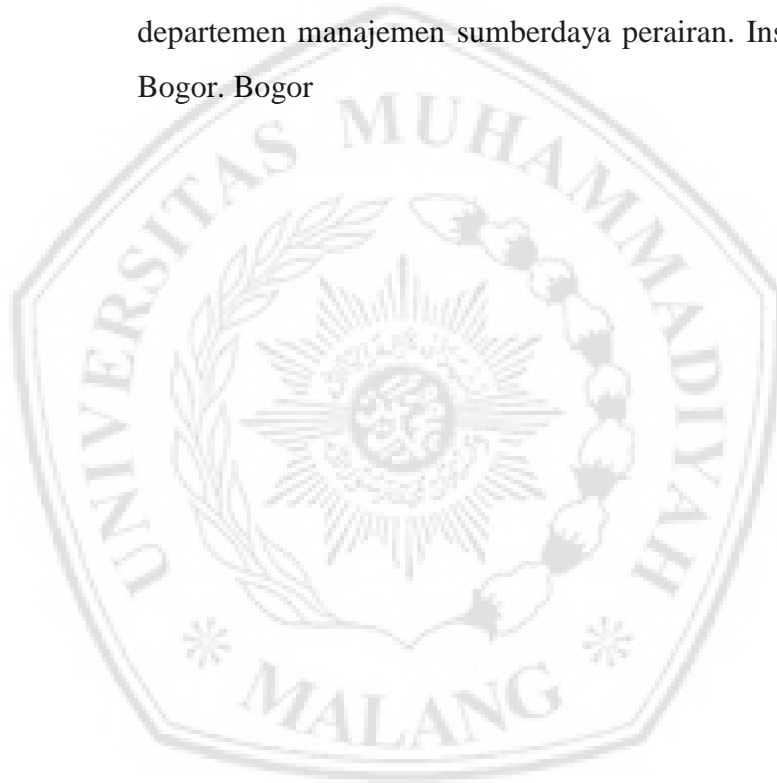 departemen manajemen sumberdaya perairan. Ins
Bogor. Bogor
UNIVERSITAS MUHAMMADIYAH
MALANG